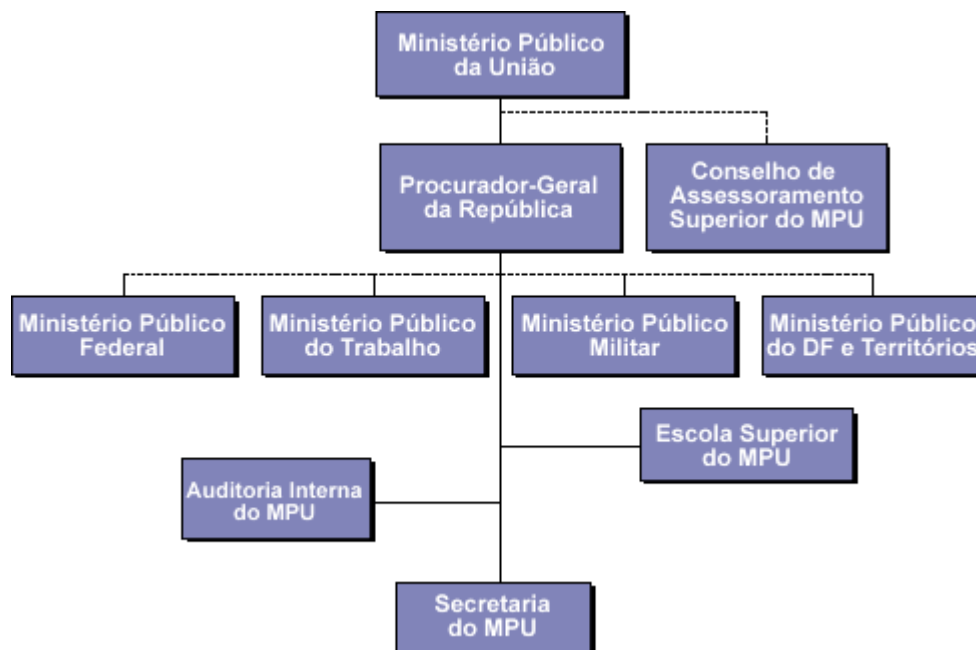 Ministério Público
da União
Procurador-Geral
da República
Conselho de
Assessoramento
Superior do MPU
Ministério Público
Federal
Ministério Público
do Trabalho
Ministério Público
Militar
Ministério Público
do DF e Territórios
Escola Superior
do MPU
Auditoria Interna
do MPU
Secretaria
do MPU